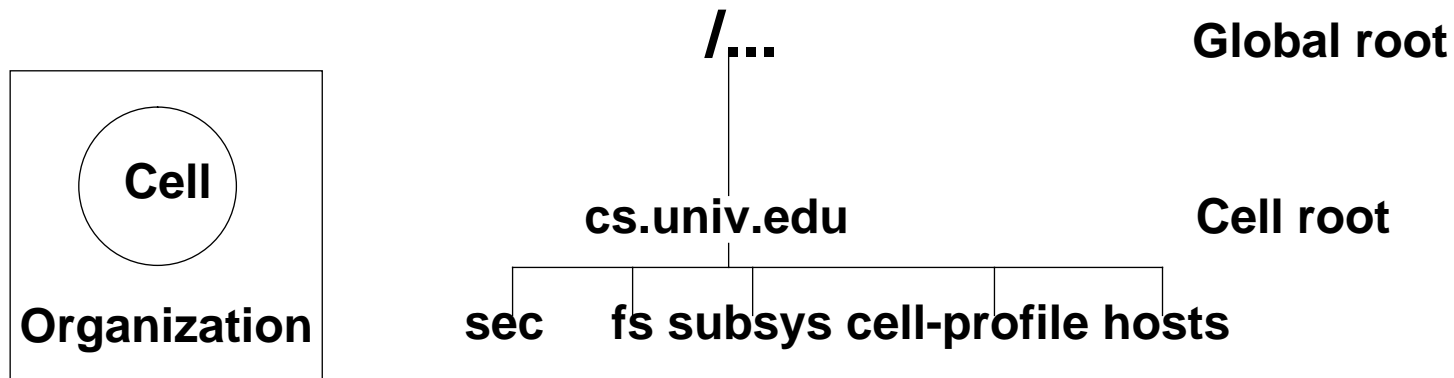 /... Global root
Cell
cs.univ.edu Cell root
Organization
sec fs subsys cell-profile hosts